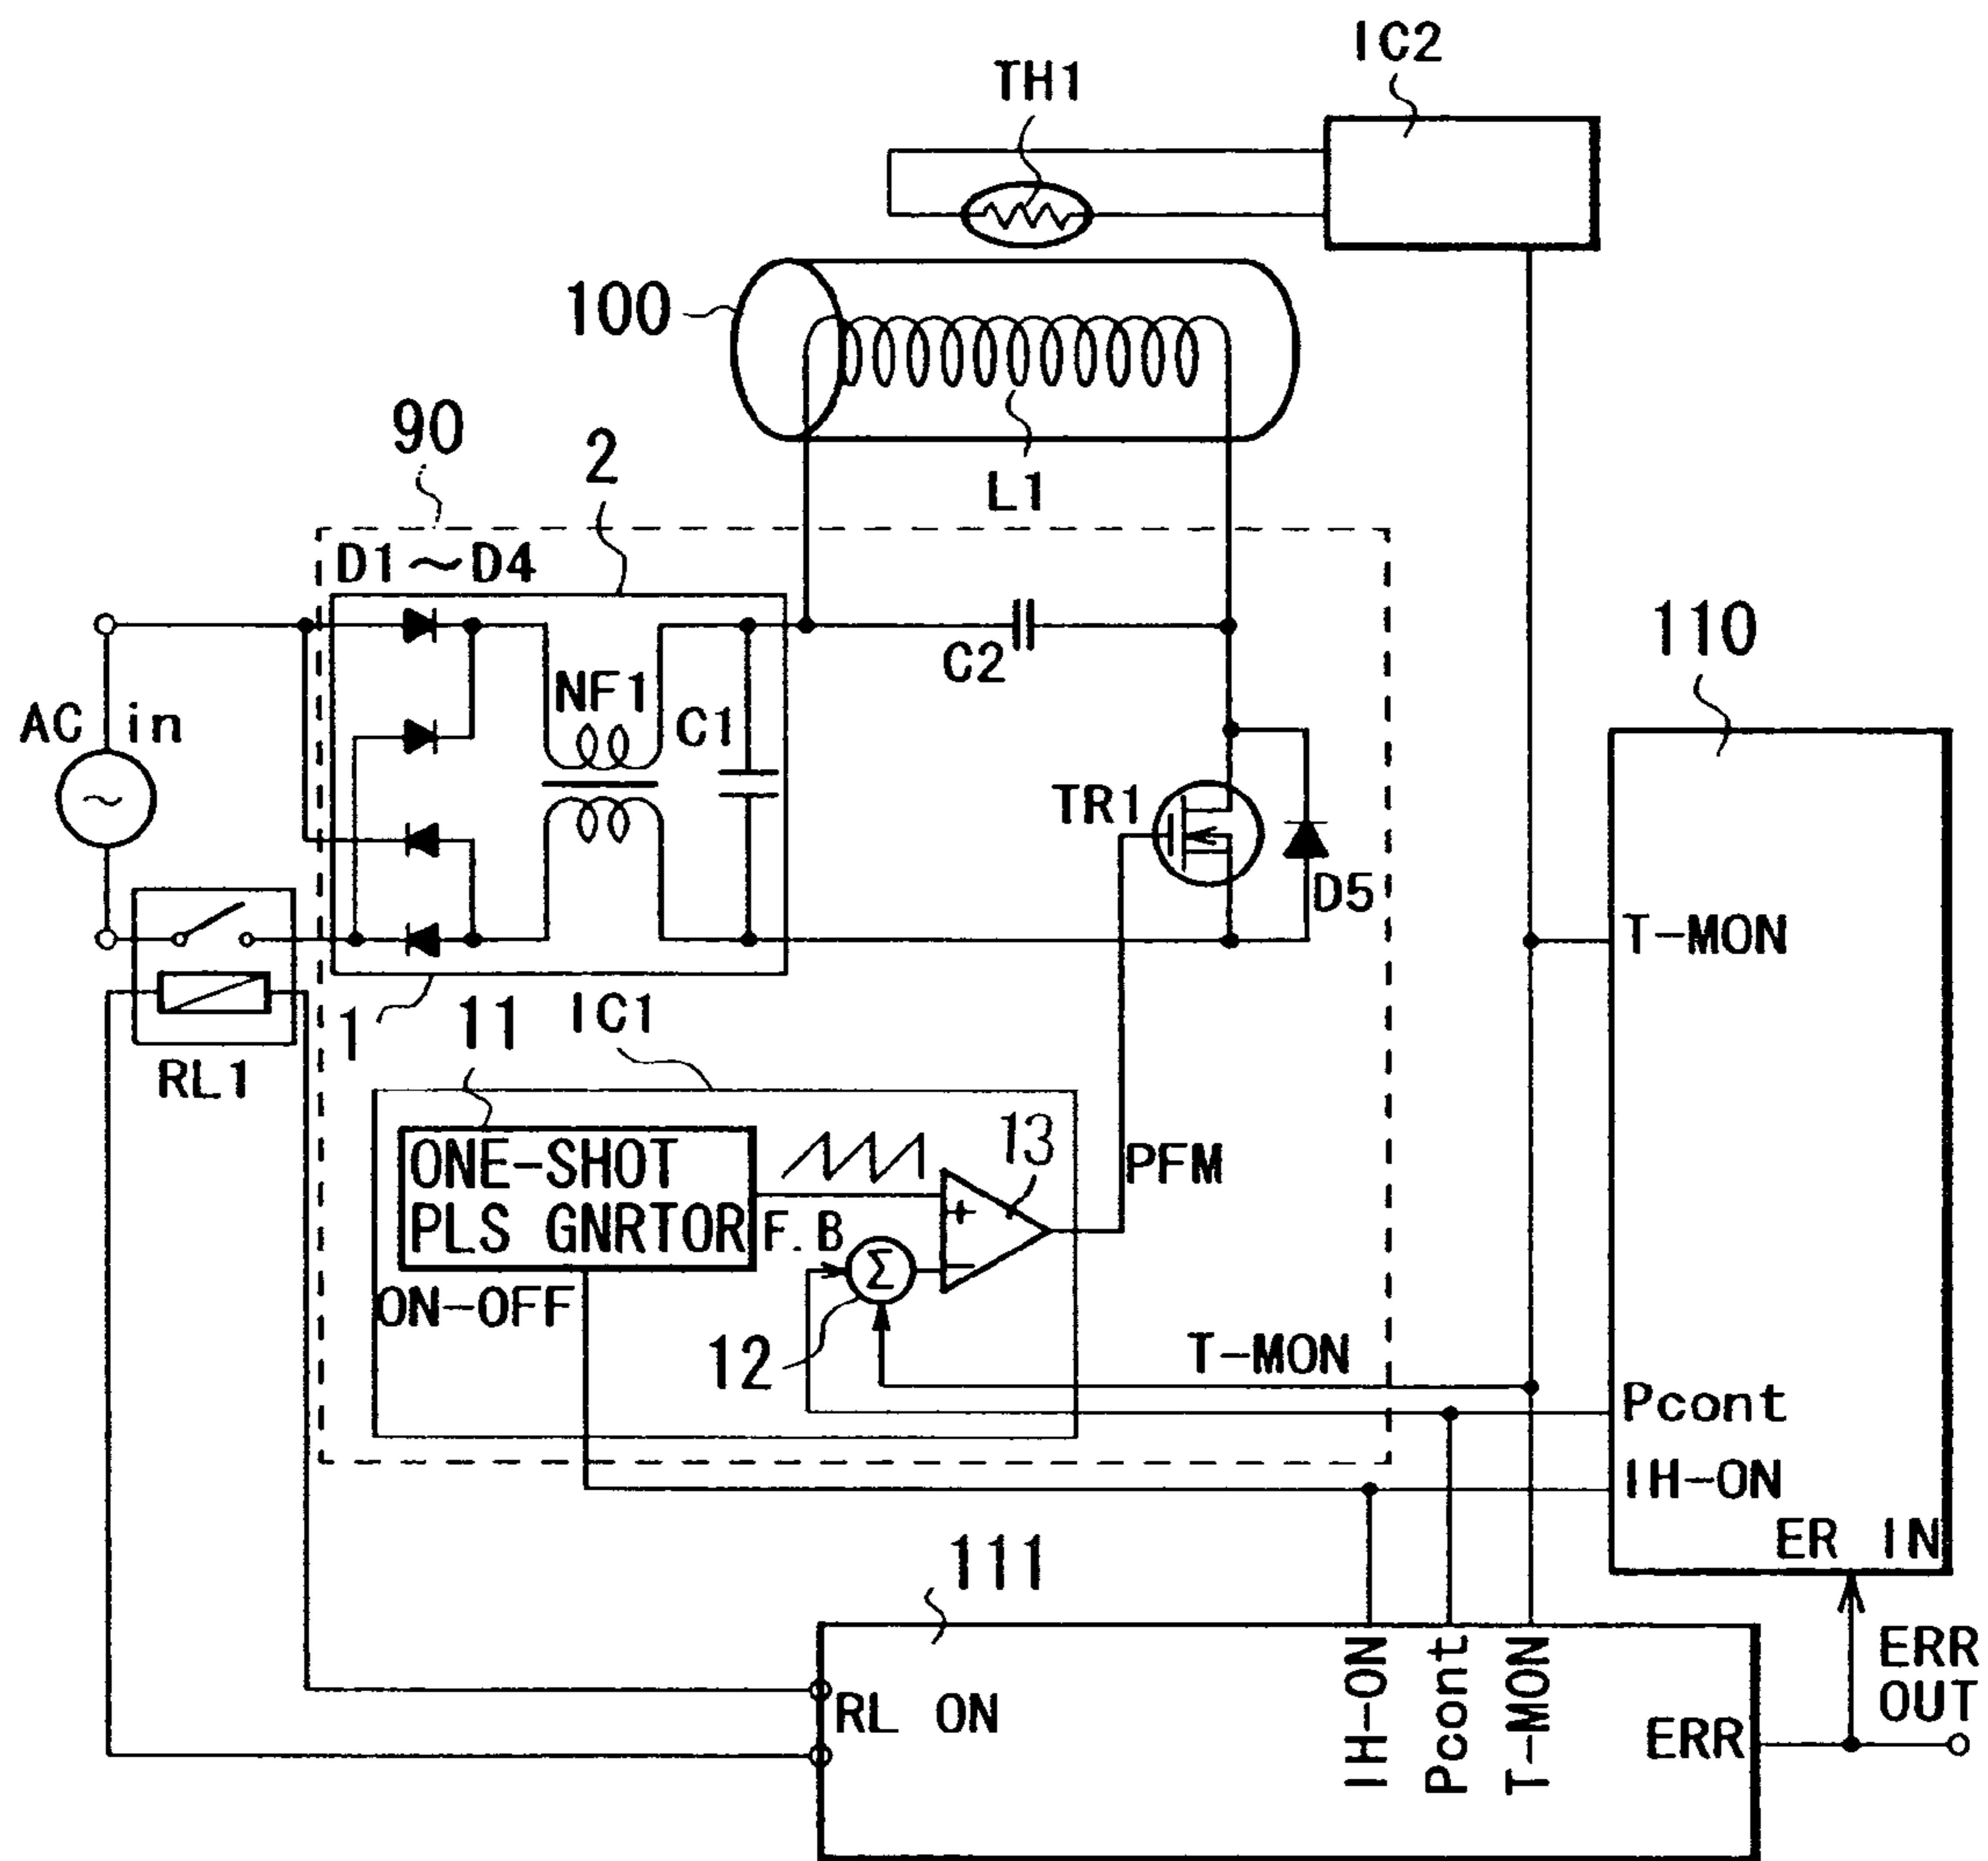 IC2
TH1
100
90
2
L1
D1~D4
110
NF1
C2
AC in
C1
~
TR1
D5
T-MON
1
11
IC1
RL1
13
ONE-SHOT
PLS GNRTOR
PFM
F.B
+
Σ
−
ON-OFF
12
T-MON
Pcont
IH-ON
ER IN
111
ERR
OUT
RL ON
IH-ON
Pcont
T-MON
ERR